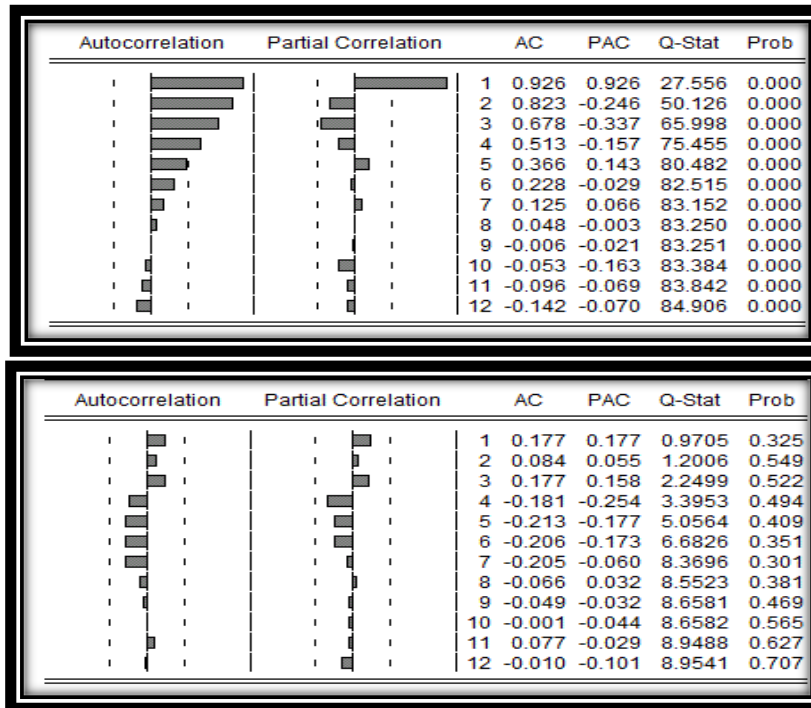 Autocorrelation Partial Correlation AC PAC Q-Stat Prob
1 0.926 0.926 27.556 0.000
2 0.823 -0.246 50.126 0.000
3 0.678 -0.337 65.998 0.000
4 0.513 -0.157 75.455 0.000
5 0.366 0.143 80.482 0.000
6 0.228 -0.029 82.515 0.000
7 0.125 0.066 83.152 0.000
8 0.048 -0.003 83.250 0.000
9 -0.006 -0.021 83.251 0.000
10 -0.053 -0.163 83.384 0.000
11 -0.096 -0.069 83.842 0.000
12 -0.142 -0.070 84.906 0.000
Autocorrelation Partial Correlation AC PAC Q-Stat Prob
1 0.177 0.177 0.9705 0.325
2 0.084 0.055 1.2006 0.549
3 0.177 0.158 2.2499 0.522
4 -0.181 -0.254 3.3953 0.494
5 -0.213 -0.177 5.0564 0.409
6 -0.206 -0.173 6.6826 0.351
7 -0.205 -0.060 8.3696 0.301
8 -0.066 0.032 8.5523 0.381
9 -0.049 -0.032 8.6581 0.469
10 -0.001 -0.044 8.6582 0.565
11 0.077 -0.029 8.9488 0.627
12 -0.010 -0.101 8.9541 0.707